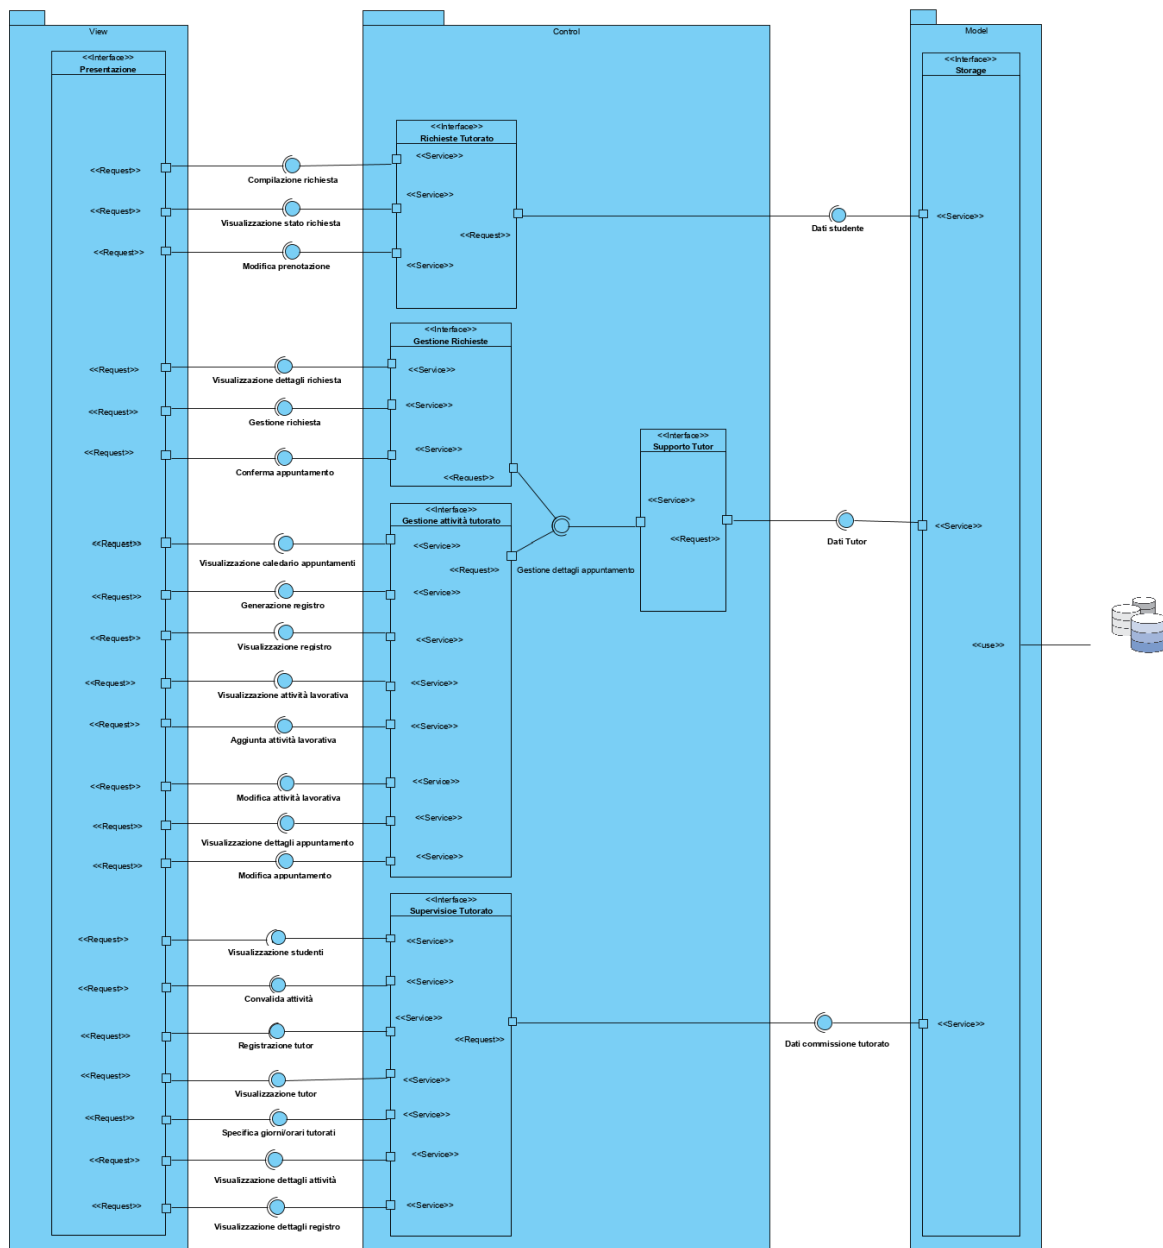 View
Control
Model
<<Interface>>
Presentazione
<<Interface>>
Storage
<<Interface>>
Richieste Tutorato
<<Request>>
Compilazione richiesta
<<Service>>
<<Request>>
Visualizzazione stato richiesta
<<Service>>
<<Request>>
Dati studente
<<Service>>
<<Request>>
Modifica prenotazione
<<Service>>
<<Interface>>
Gestione Richieste
<<Request>>
Visualizzazione dettagli richiesta
<<Service>>
<<Request>>
Gestione richiesta
<<Service>>
<<Request>>
Conferma appuntamento
<<Service>>
<<Request>>
<<Interface>>
Supporto Tutor
<<Service>>
<<Request>>
Dati Tutor
<<Service>>
<<Interface>>
Gestione attività tutorato
<<Request>>
Visualizzazione caledario appuntamenti
<<Service>>
<<Request>>
Gestione dettagli appuntamento
<<Request>>
Generazione registro
<<Service>>
<<Request>>
Visualizzazione registro
<<Service>>
<<use>>
<<Request>>
Visualizzazione attività lavorativa
<<Service>>
<<Request>>
Aggiunta attività lavorativa
<<Service>>
<<Request>>
Modifica attività lavorativa
<<Service>>
<<Request>>
Visualizzazione dettagli appuntamento
<<Service>>
<<Request>>
Modifica appuntamento
<<Service>>
<<Interface>>
Supervisioe Tutorato
<<Request>>
Visualizzazione studenti
<<Service>>
<<Request>>
Convalida attività
<<Service>>
<<Request>>
Registrazione tutor
<<Service>>
<<Request>>
Dati commissione tutorato
<<Service>>
<<Request>>
Visualizzazione tutor
<<Service>>
<<Request>>
Specifica giorni/orari tutorati
<<Service>>
<<Request>>
Visualizzazione dettagli attività
<<Service>>
<<Request>>
Visualizzazione dettagli registro
<<Service>>